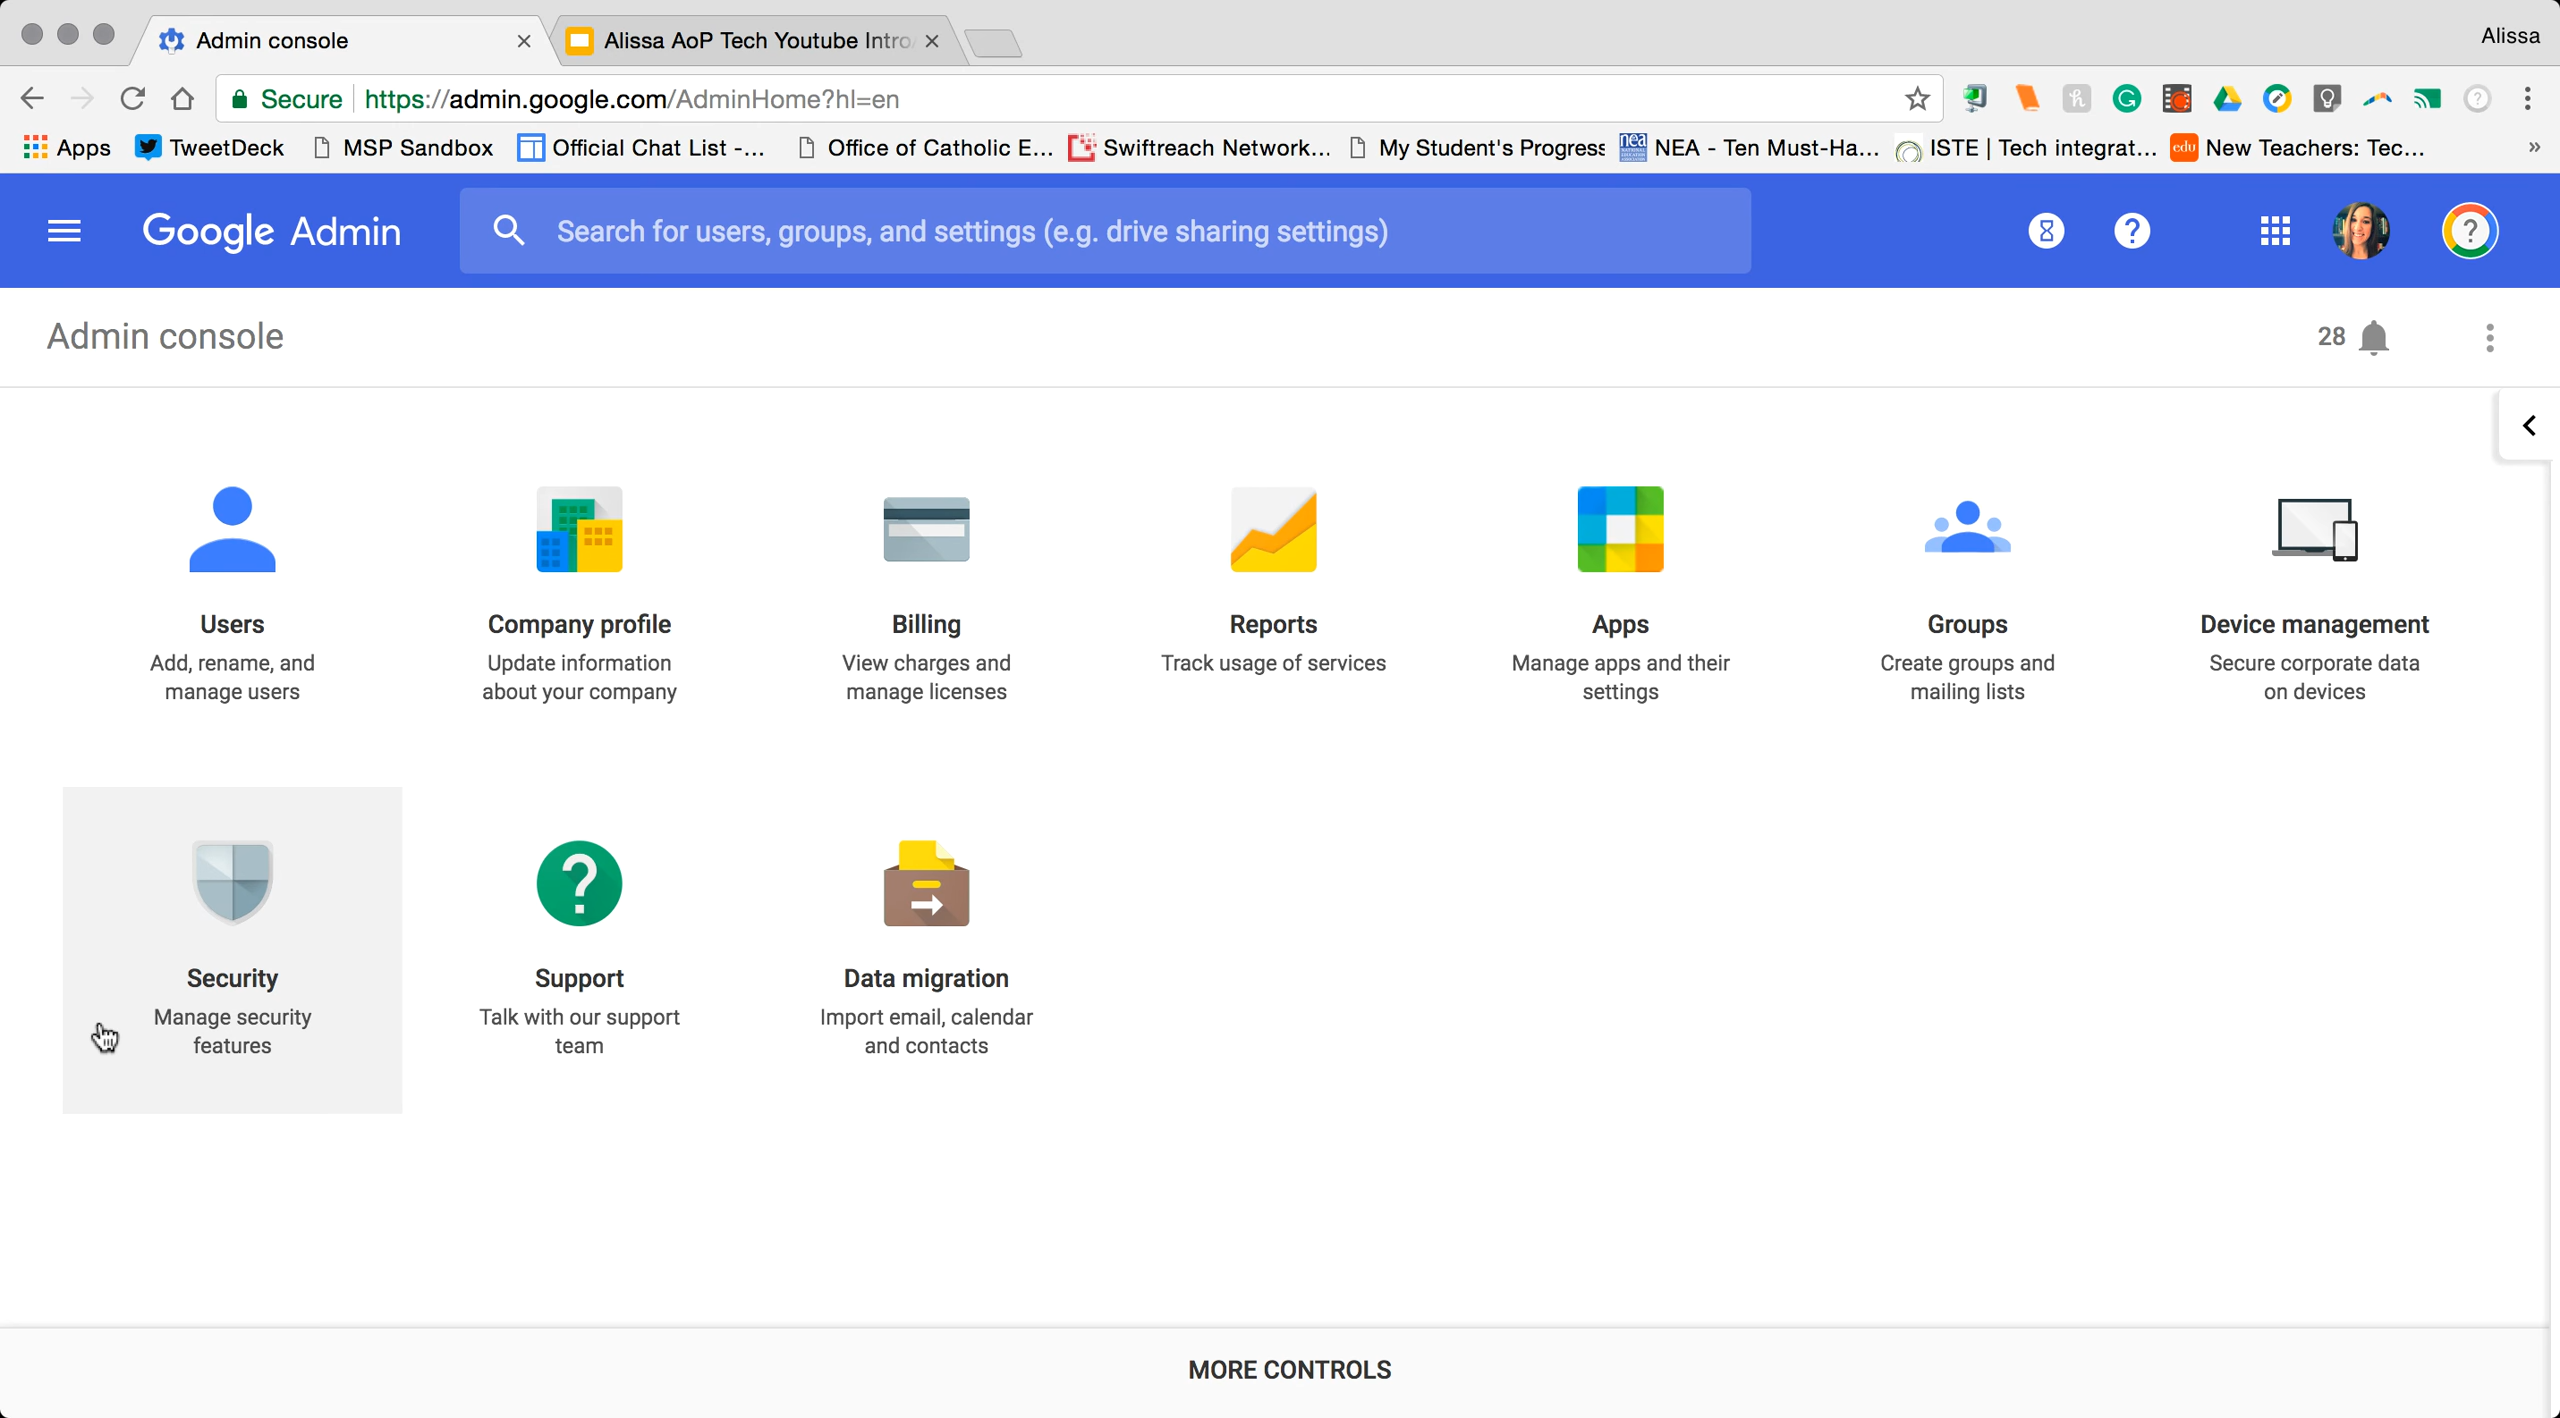 Admin console
Alissa AoP Tech Youtube Intro
Alissa
Secure https://admin.google.com/AdminHome?hl=en
Apps TweetDeck MSP Sandbox Official Chat List -... Office of Catholic E... Swiftreach Network... My Student's Progress nea NEA - Ten Must-Ha... ISTE | Tech integrat... edu New Teachers: Tec... »
Google Admin
Search for users, groups, and settings (e.g. drive sharing settings)
Admin console
28
Users
Add, rename, and
manage users
Company profile
Update information
about your company
Billing
View charges and
manage licenses
Reports
Track usage of services
Apps
Manage apps and their
settings
Groups
Create groups and
mailing lists
Device management
Secure corporate data
on devices
Security
Manage security
features
Support
Talk with our support
team
Data migration
Import email, calendar
and contacts
MORE CONTROLS